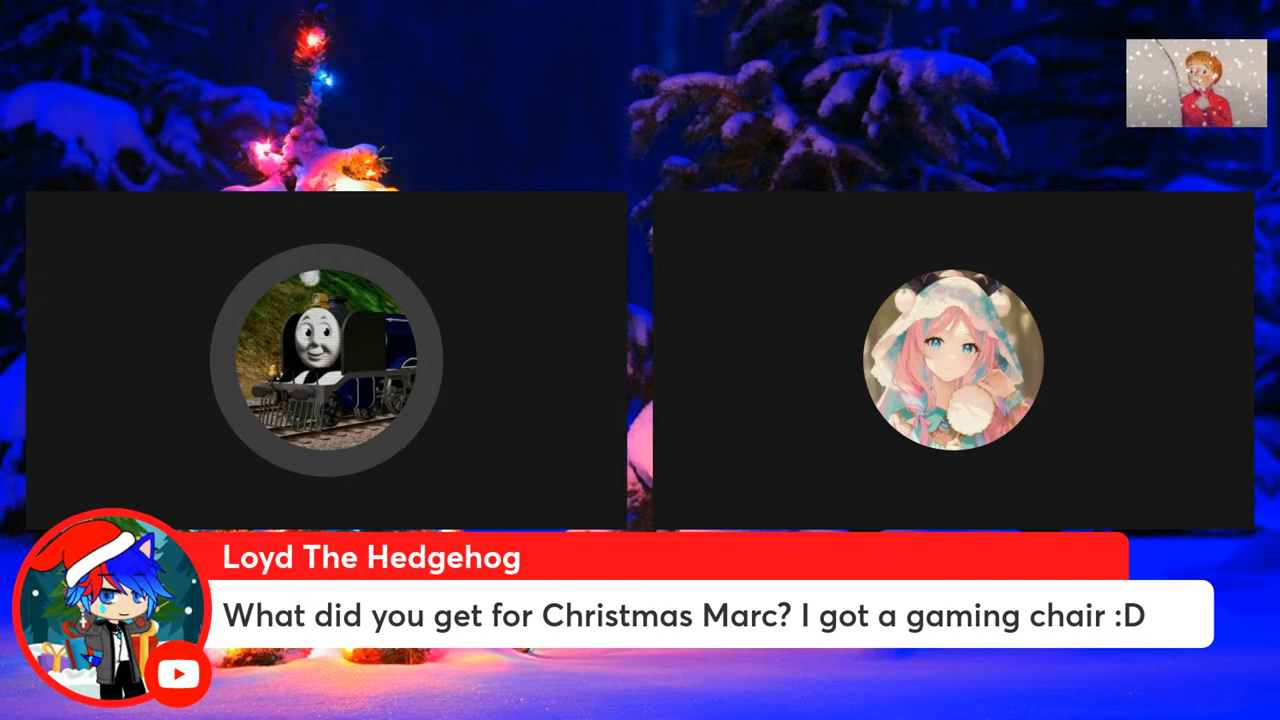 Loyd The Hedgehog
What did you get for Christmas Marc? I got a gaming chair :D